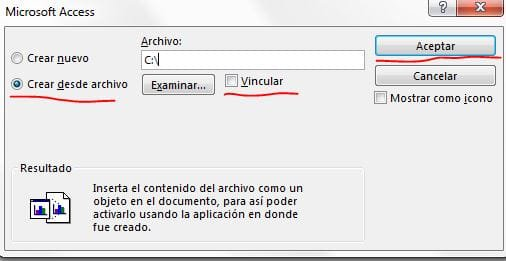 Microsoft Access
Crear nuevo
Crear desde archivo
Archivo:
C:\
Examinar...
Vincular
Aceptar
Cancelar
Mostrar como icono
Resultado
Inserta el contenido del archivo como un
objeto en el documento, para así poder
activarlo usando la aplicación en donde
fue creado.